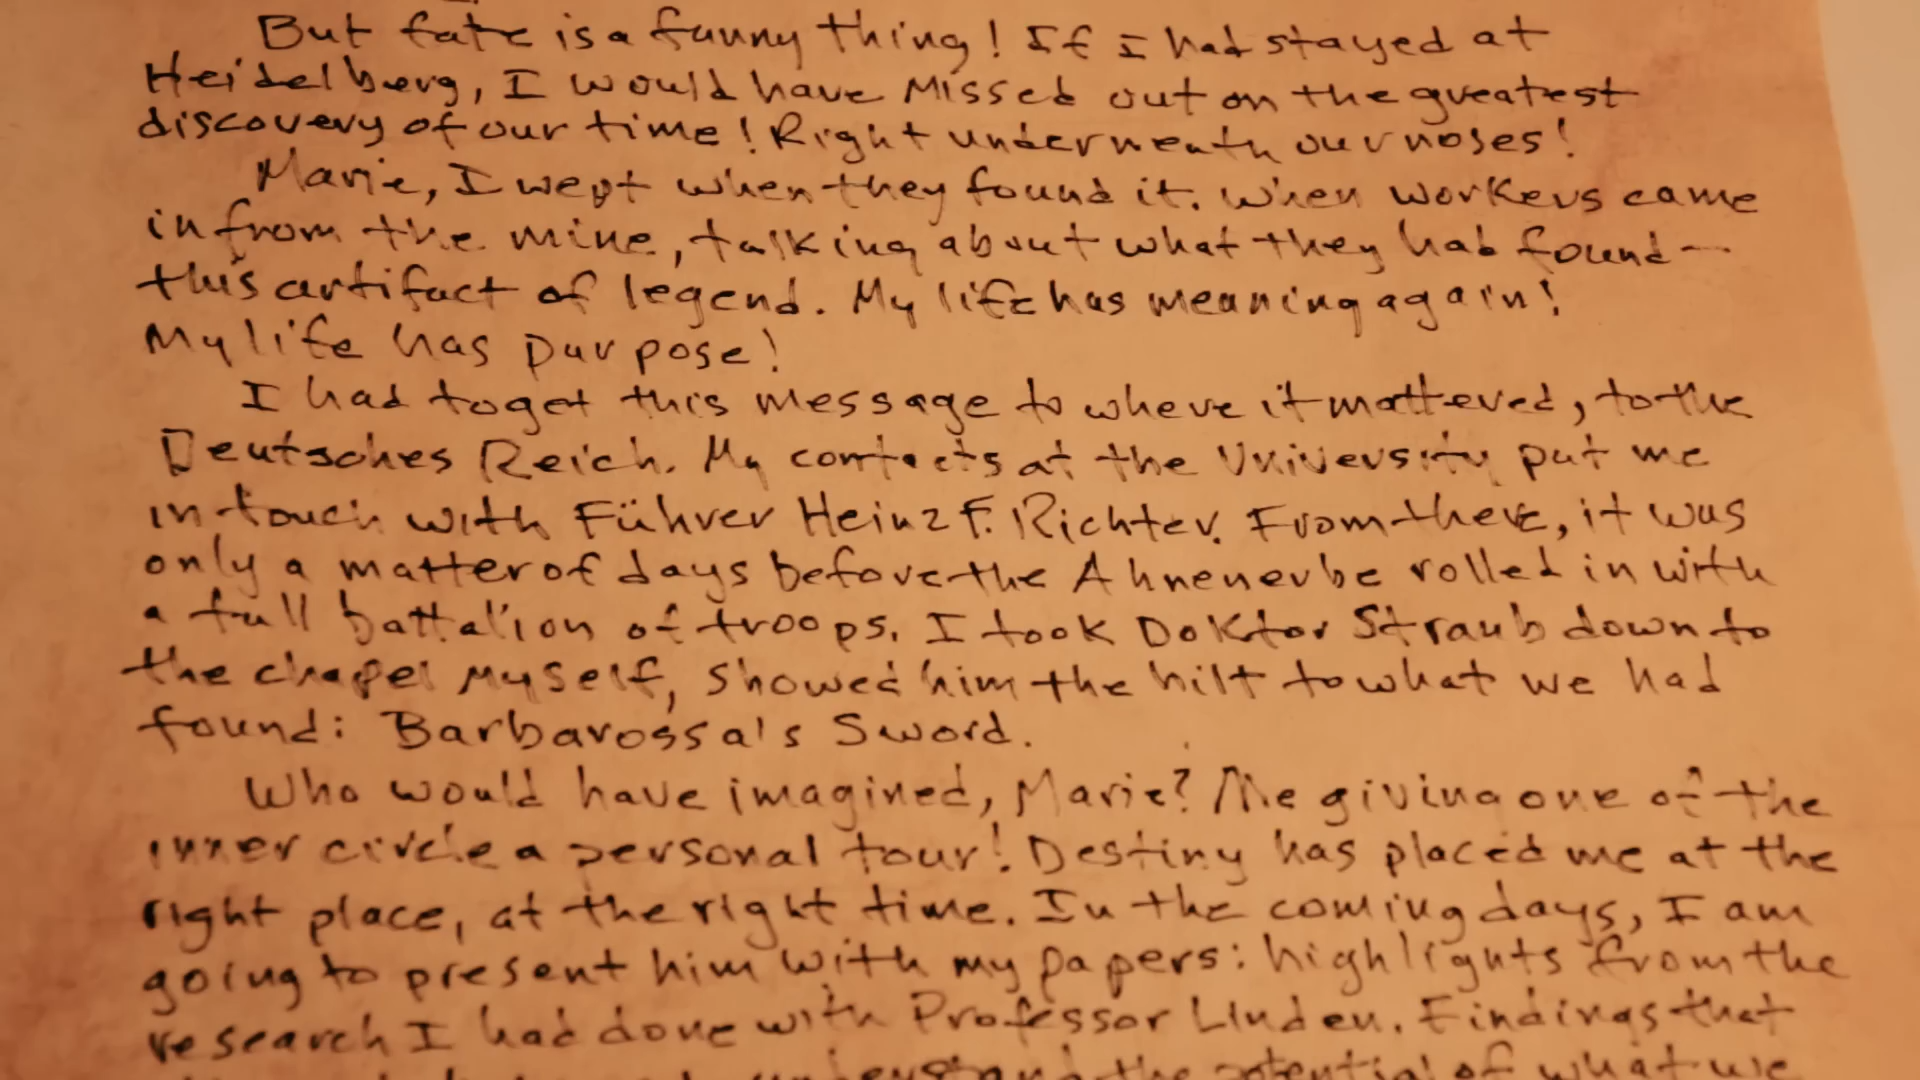 But fate is a funny thing! If I had stayed at
Heidelberg, I would have missed out on the greatest
discovery of our time! Right underneath our noses!
Marie, I wept when they found it. When workers came
in from the mine, talking about what they had found—
this artifact of legend. My life has meaning again!
My life has purpose!
I had to get this message to where it mattered, to the
Deutsches Reich. My contacts at the University put me
in touch with Führer Heinz F. Richter. From there, it was
only a matter of days before the Ahnenerbe rolled in with
a full battalion of troops. I took Doktor Straub down to
the chapel myself, showed him the hilt to what we had
found: Barbarossa's Sword.
Who would have imagined, Marie? Me giving one of the
inner circle a personal tour! Destiny has placed me at the
right place, at the right time. In the coming days, I am
going to present him with my papers: highlights from the
research I had done with Professor Linden. Findings that
understand the potential of what we